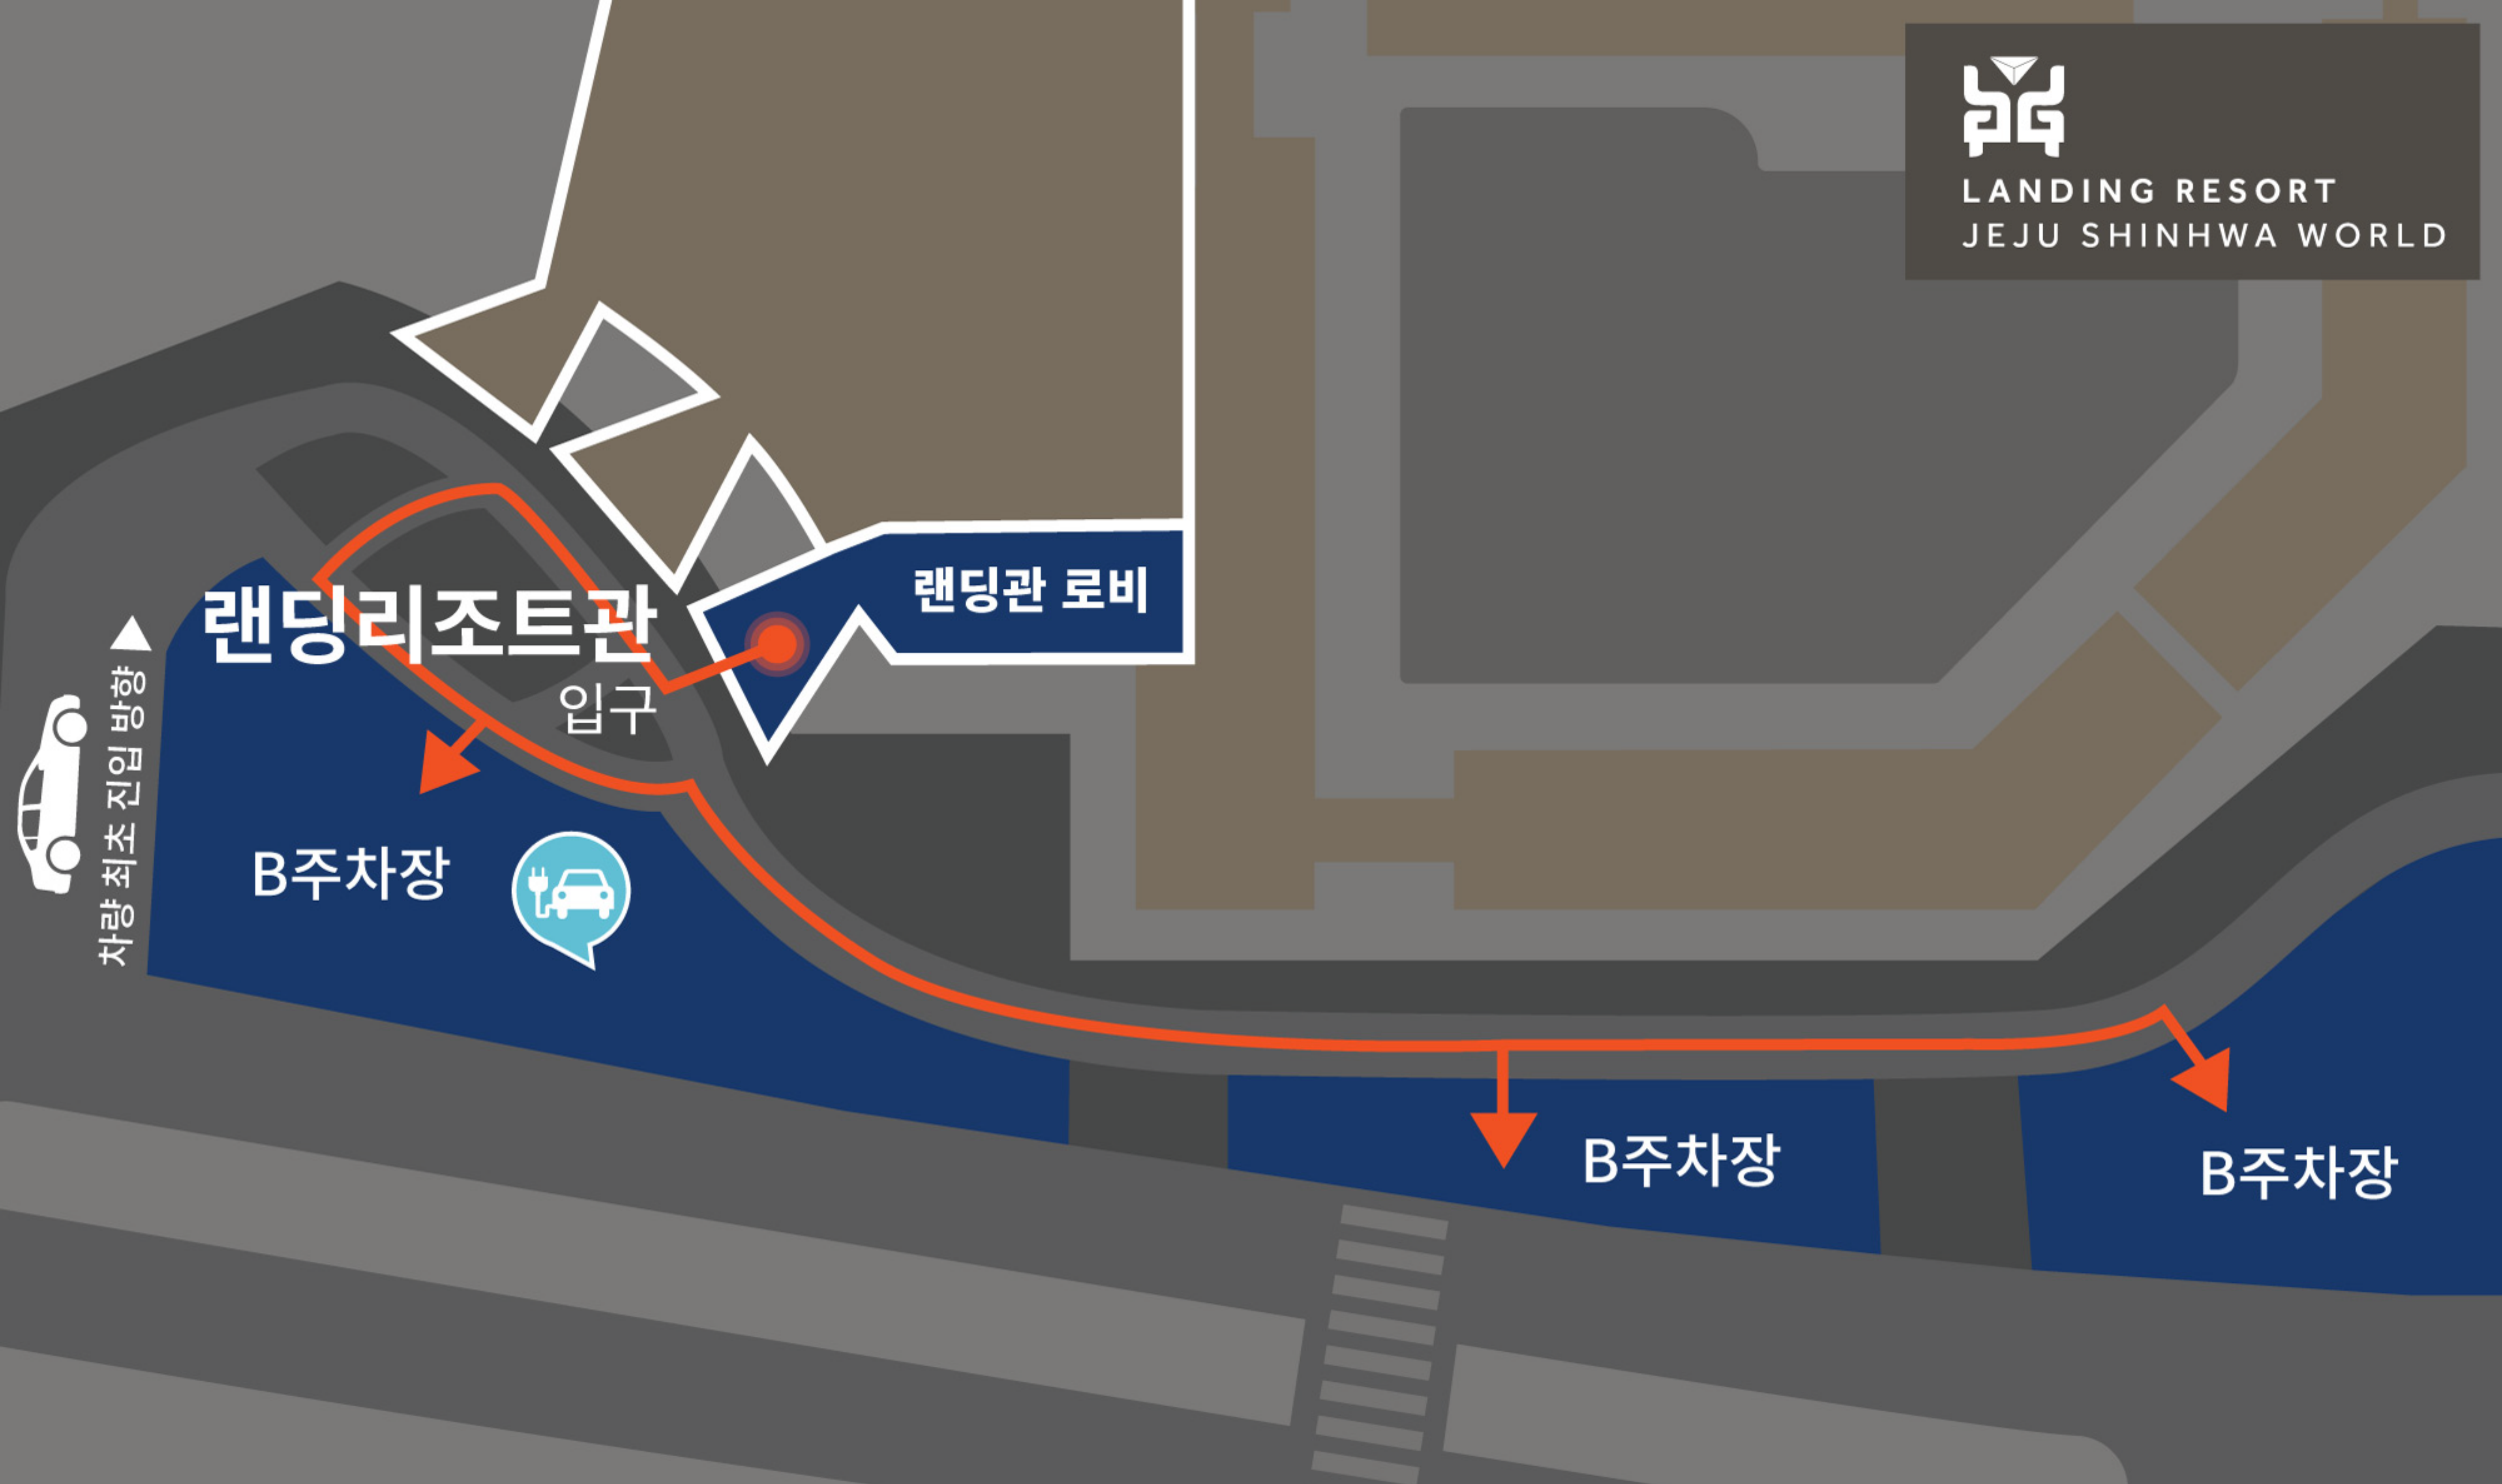 LANDING RESORT
JEJU SHINHWA WORLD
랜딩관 로비
랜딩리조트관
입구
차량 최초 진입 방향
B주차장
B주차장
B주차장